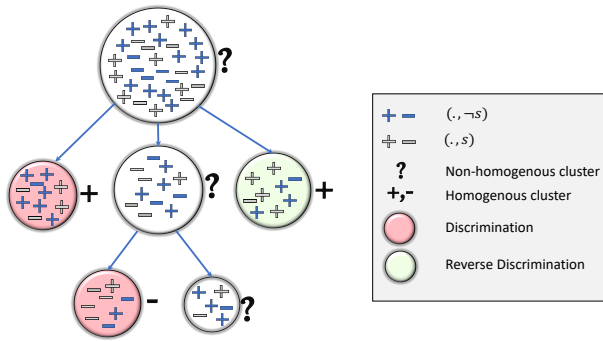 ?
+
?
+
-
?
(. , ¬s)
(. , s)
? Non-homogenous cluster
+,- Homogenous cluster
Discrimination
Reverse Discrimination